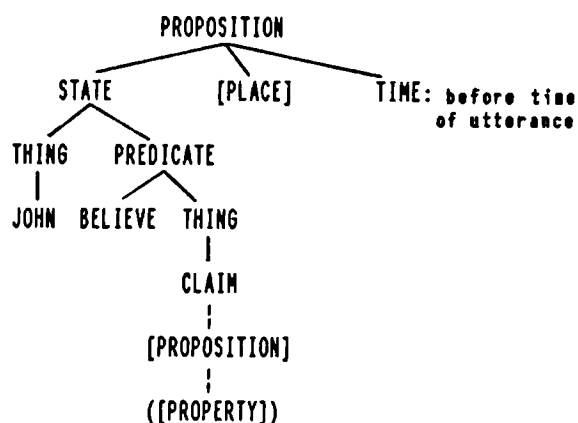 PROPOSITION
STATE [PLACE] TIME: before time
of utterance
THING PREDICATE
JOHN BELIEVE THING
CLAIM
[PROPOSITION]
([PROPERTY])